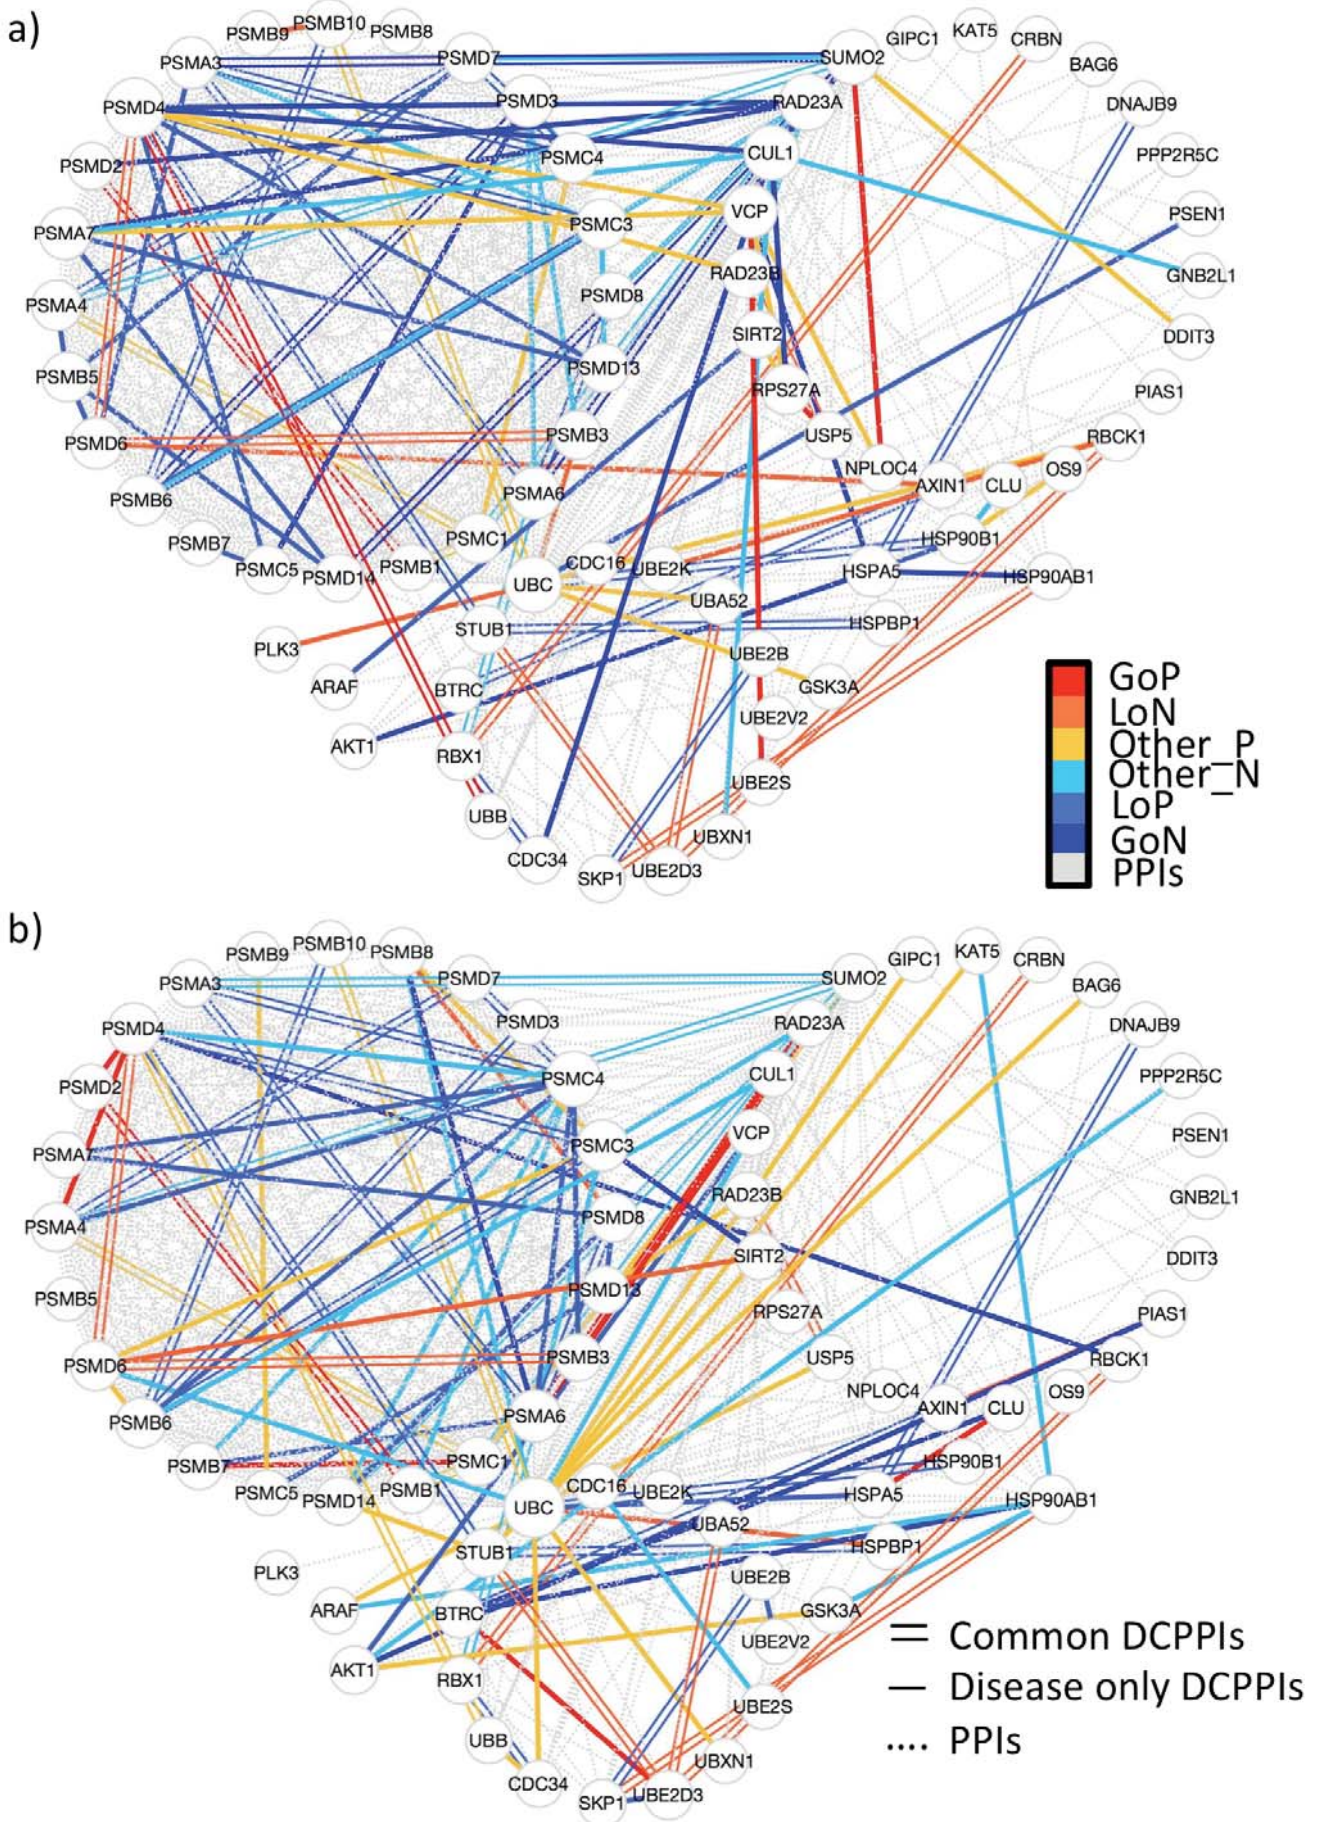 a)
PSMB9
PSMB10
PSMB8
PSMA3
PSMD7
SUMO2
GIPC1
KAT5
CRBN
BAG6
PSMD4
PSMD3
RAD23A
DNAJB9
PSMD2
PSMC4
CUL1
PPP2R5C
PSMA7
PSMC3
VCP
PSEN1
PSMA4
PSMD8
RAD23B
GNB2L1
PSMB5
PSMD13
SIRT2
DDIT3
RPS27A
PIAS1
PSMD6
PSMB3
USP5
RBCK1
PSMB6
PSMA6
NPLOC4
AXIN1
CLU
OS9
PSMB7
PSMC1
HSP90B1
PSMC5
PSMD14
PSMB1
UBC
CDC16
UBE2K
HSPA5
HSP90AB1
UBA52
PLK3
STUB1
HSPBP1
UBE2B
ARAF
BTRC
GSK3A
UBE2V2
AKT1
RBX1
UBE2S
UBB
UBXN1
CDC34
SKP1
UBE2D3
GoP
LoN
Other_P
Other_N
LoP
GoN
PPIs
b)
PSMB9
PSMB10
PSMB8
PSMA3
PSMD7
SUMO2
GIPC1
KAT5
CRBN
BAG6
PSMD4
PSMD3
RAD23A
DNAJB9
PSMD2
PSMC4
CUL1
PPP2R5C
PSMA7
PSMC3
VCP
PSEN1
PSMA4
PSMD8
RAD23B
GNB2L1
PSMB5
PSMD13
SIRT2
DDIT3
RPS27A
PIAS1
PSMD6
PSMB3
USP5
RBCK1
PSMB6
PSMA6
NPLOC4
AXIN1
CLU
OS9
PSMB7
PSMC1
HSP90B1
PSMC5
PSMD14
PSMB1
UBC
CDC16
UBE2K
HSPA5
HSP90AB1
UBA52
PLK3
STUB1
HSPBP1
UBE2B
ARAF
BTRC
GSK3A
UBE2V2
AKT1
RBX1
UBE2S
UBB
UBXN1
CDC34
SKP1
UBE2D3
Common DCPPIs
Disease only DCPPIs
PPIs